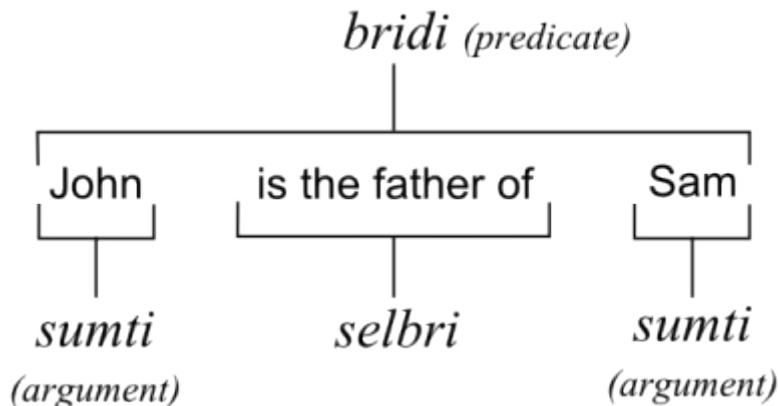 bridi (predicate)
John is the father of Sam
sumti selbri sumti
(argument) (argument)